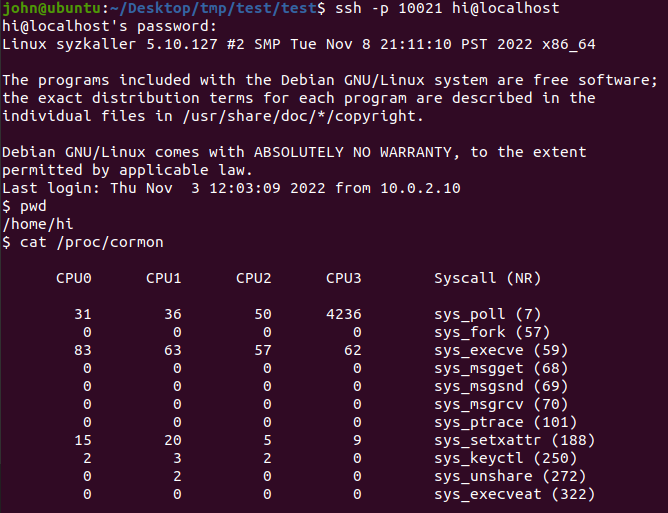 john@ubuntu:~/Desktop/tmp/test/test$ ssh -p 10021 hi@localhost
hi@localhost's password:
Linux syzkaller 5.10.127 #2 SMP Tue Nov 8 21:11:10 PST 2022 x86_64

The programs included with the Debian GNU/Linux system are free software;
the exact distribution terms for each program are described in the
individual files in /usr/share/doc/*/copyright.

Debian GNU/Linux comes with ABSOLUTELY NO WARRANTY, to the extent
permitted by applicable law.
Last login: Thu Nov  3 12:03:09 2022 from 10.0.2.10
$ pwd
/home/hi
$ cat /proc/cormon

      CPU0      CPU1      CPU2      CPU3        Syscall (NR)

        31        36        50      4236        sys_poll (7)
         0         0         0         0        sys_fork (57)
        83        63        57        62        sys_execve (59)
         0         0         0         0        sys_msgget (68)
         0         0         0         0        sys_msgsnd (69)
         0         0         0         0        sys_msgrcv (70)
         0         0         0         0        sys_ptrace (101)
        15        20         5         9        sys_setxattr (188)
         2         3         2         0        sys_keyctl (250)
         0         2         0         0        sys_unshare (272)
         0         0         0         0        sys_execveat (322)